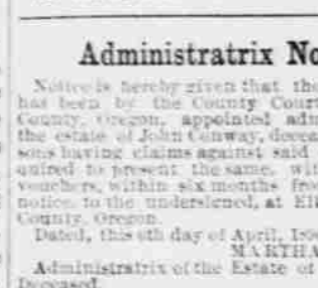 Administratrix No
Notice is hereby given that the
has been by the County Court
County, Oregon, appointed adm
the estate of John Conway, decea
sons having claims against said
quired to present the same, wit
vouchers, within six months fro
notice, to the undersigned, at Elk
County, Oregon.
Dated, this 6th day of April, 
MARTHA
Administratrix of the Estate of
Deceased.